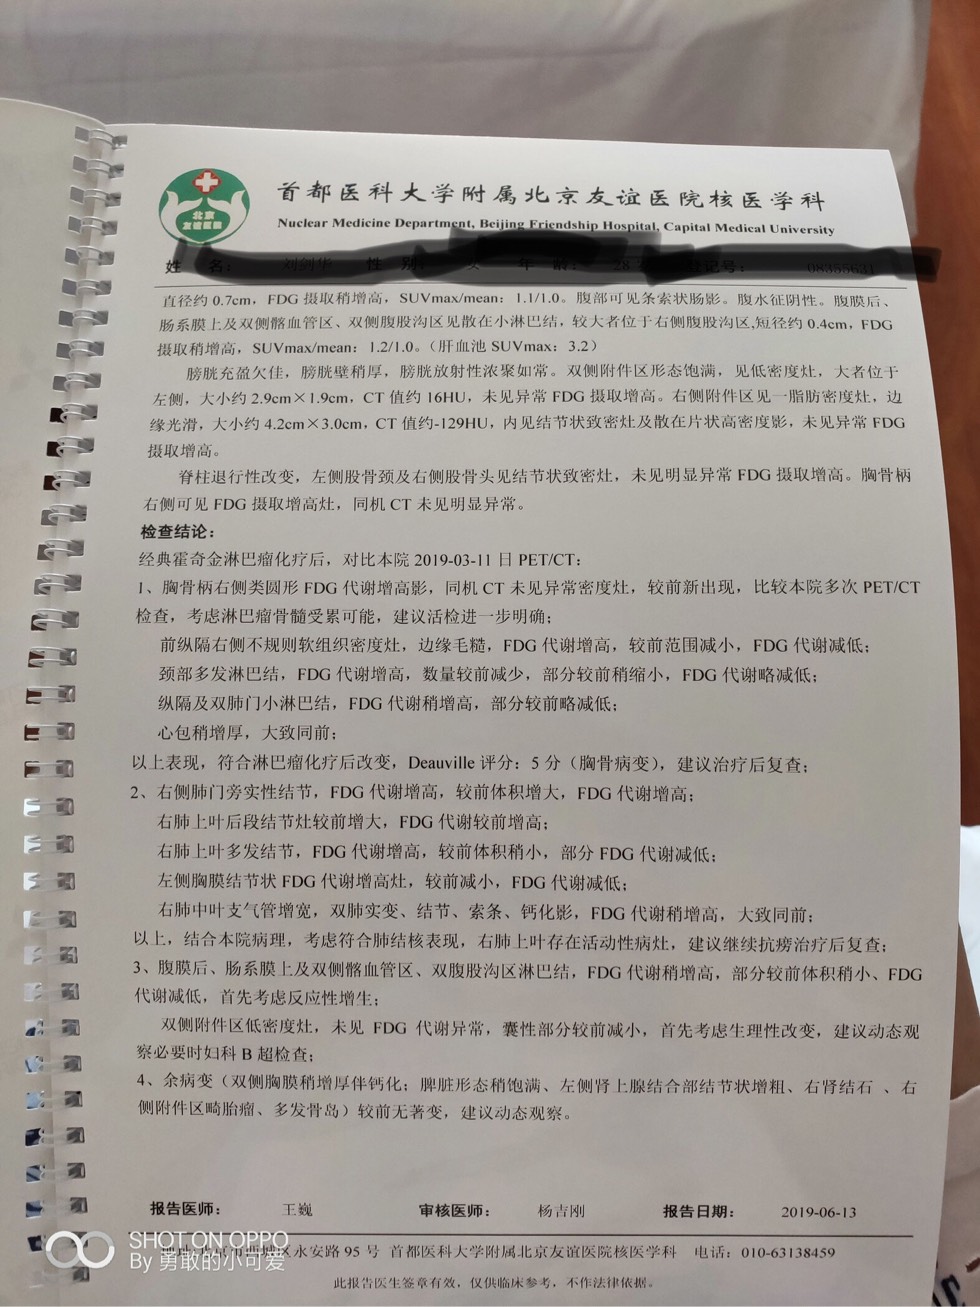 北京
友谊医院
首都医科大学附属北京友谊医院核医学科
Nuclear Medicine Department, Beijing Friendship Hospital, Capital Medical University
姓 名： 性 别： 年 龄： 登记号：
直径约 0.7cm，FDG 摄取稍增高，SUVmax/mean：1.1/1.0。腹部可见条索状肠影。腹水征阴性。腹膜后、
肠系膜上及双侧髂血管区、双侧腹股沟区见散在小淋巴结，较大者位于右侧腹股沟区,短径约 0.4cm，FDG
摄取稍增高，SUVmax/mean：1.2/1.0。（肝血池 SUVmax：3.2）
膀胱充盈欠佳，膀胱壁稍厚，膀胱放射性浓聚如常。双侧附件区形态饱满，见低密度灶，大者位于
左侧，大小约 2.9cm×1.9cm，CT 值约 16HU，未见异常 FDG 摄取增高。右侧附件区见一脂肪密度灶，边
缘光滑，大小约 4.2cm×3.0cm，CT 值约-129HU，内见结节状致密灶及散在片状高密度影，未见异常 FDG
摄取增高。
脊柱退行性改变，左侧股骨颈及右侧股骨头见结节状致密灶，未见明显异常 FDG 摄取增高。胸骨柄
右侧可见 FDG 摄取增高灶，同机 CT 未见明显异常。
检查结论：
经典霍奇金淋巴瘤化疗后，对比本院 2019-03-11 日 PET/CT：
1、胸骨柄右侧类圆形 FDG 代谢增高影，同机 CT 未见异常密度灶，较前新出现，比较本院多次 PET/CT
检查，考虑淋巴瘤骨髓受累可能，建议活检进一步明确；
前纵隔右侧不规则软组织密度灶，边缘毛糙，FDG 代谢增高，较前范围减小，FDG 代谢减低；
颈部多发淋巴结，FDG 代谢增高，数量较前减少，部分较前稍缩小，FDG 代谢略减低；
纵隔及双肺门小淋巴结，FDG 代谢稍增高，部分较前略减低；
心包稍增厚，大致同前；
以上表现，符合淋巴瘤化疗后改变，Deauville 评分：5 分（胸骨病变），建议治疗后复查；
2、右侧肺门旁实性结节，FDG 代谢增高，较前体积增大，FDG 代谢增高；
右肺上叶后段结节灶较前增大，FDG 代谢较前增高；
右肺上叶多发结节，FDG 代谢增高，较前体积稍小，部分 FDG 代谢减低；
左侧胸膜结节状 FDG 代谢增高灶，较前减小，FDG 代谢减低；
右肺中叶支气管增宽，双肺实变、结节、索条、钙化影，FDG 代谢稍增高，大致同前；
以上，结合本院病理，考虑符合肺结核表现，右肺上叶存在活动性病灶，建议继续抗痨治疗后复查；
3、腹膜后、肠系膜上及双侧髂血管区、双腹股沟区淋巴结，FDG 代谢稍增高，部分较前体积稍小、FDG
代谢减低，首先考虑反应性增生；
双侧附件区低密度灶，未见 FDG 代谢异常，囊性部分较前减小，首先考虑生理性改变，建议动态观
察必要时妇科 B 超检查；
4、余病变（双侧胸膜稍增厚伴钙化；脾脏形态稍饱满、左侧肾上腺结合部结节状增粗、右肾结石 、右
侧附件区畸胎瘤、多发骨岛）较前无著变，建议动态观察。
报告医师： 王巍 审核医师： 杨吉刚 报告日期： 2019-06-13
区永安路 95 号 首都医科大学附属北京友谊医院核医学科 电话：010-63138459
此报告医生签章有效，仅供临床参考，不作法律依据。
SHOT ON OPPO
By 勇敢的小可爱